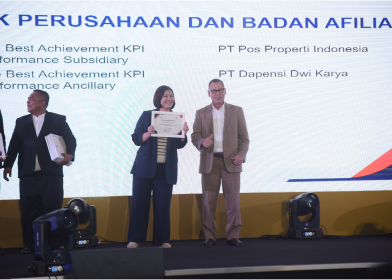 K PERUSAHAAN DAN BADAN AFILIA
Best Achievement KPI
formance Subsidiary
PT Pos Properti Indonesia
Best Achievement KPI
formance Ancillary
PT Dapensi Dwi Karya